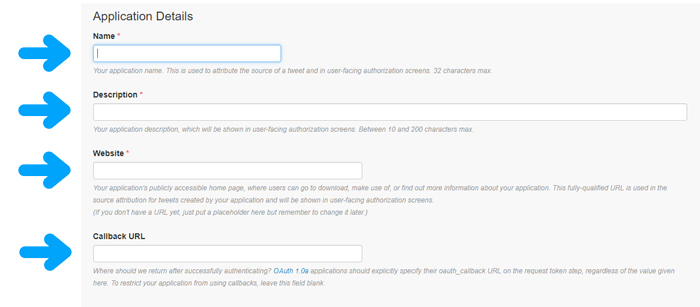 Application Details
Name *
Your application name. This is used to attribute the source of a tweet and in user-facing authorization screens. 32 characters max.
Description *
Your application description, which will be shown in user-facing authorization screens. Between 10 and 200 characters max.
Website *
Your application's publicly accessible home page, where users can go to download, make use of, or find out more information about your application. This fully-qualified URL is used in the
source attribution for tweets created by your application and will be shown in user-facing authorization screens.
(If you don't have a URL yet, just put a placeholder here but remember to change it later.)
Callback URL
Where should we return after successfully authenticating? OAuth 1.0a applications should explicitly specify their oauth_callback URL on the request token step, regardless of the value given
here. To restrict your application from using callbacks, leave this field blank.